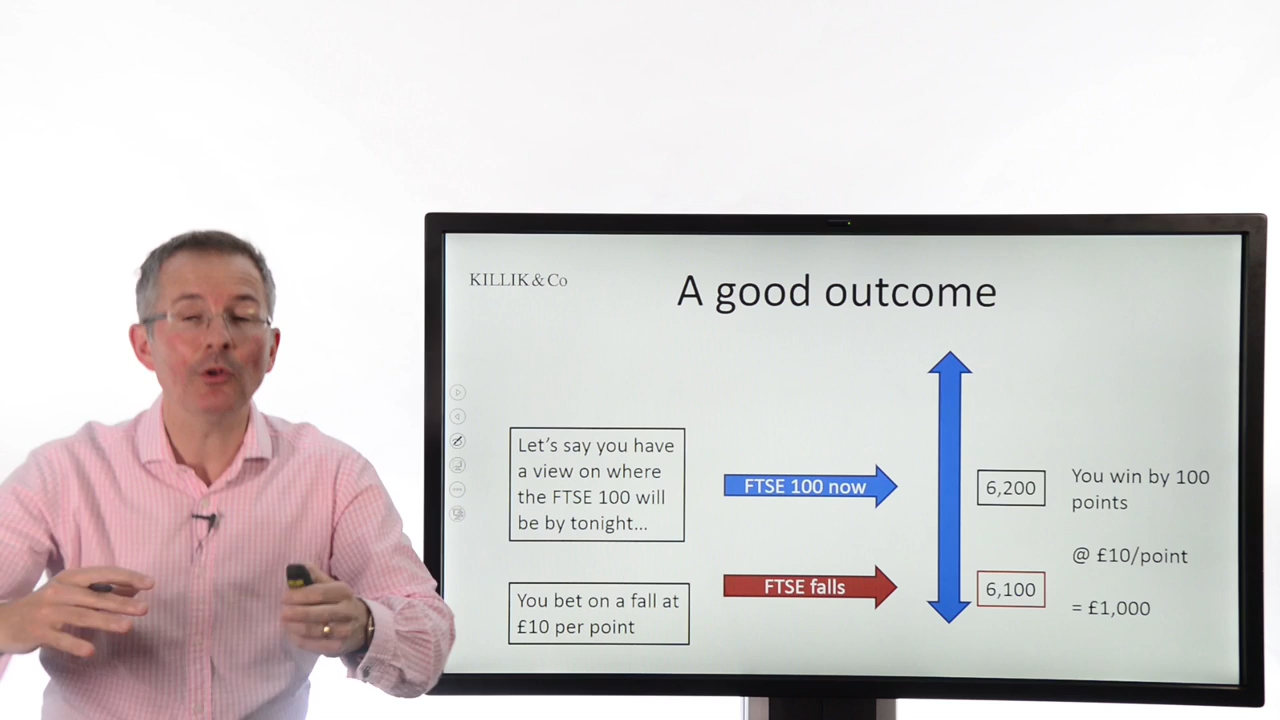 KILLIK & Co
A good outcome
Let’s say you have
a view on where
the FTSE 100 will
be by tonight...
FTSE 100 now
6,200
You win by 100
points
@ £10/point
You bet on a fall at
£10 per point
FTSE falls
6,100
= £1,000